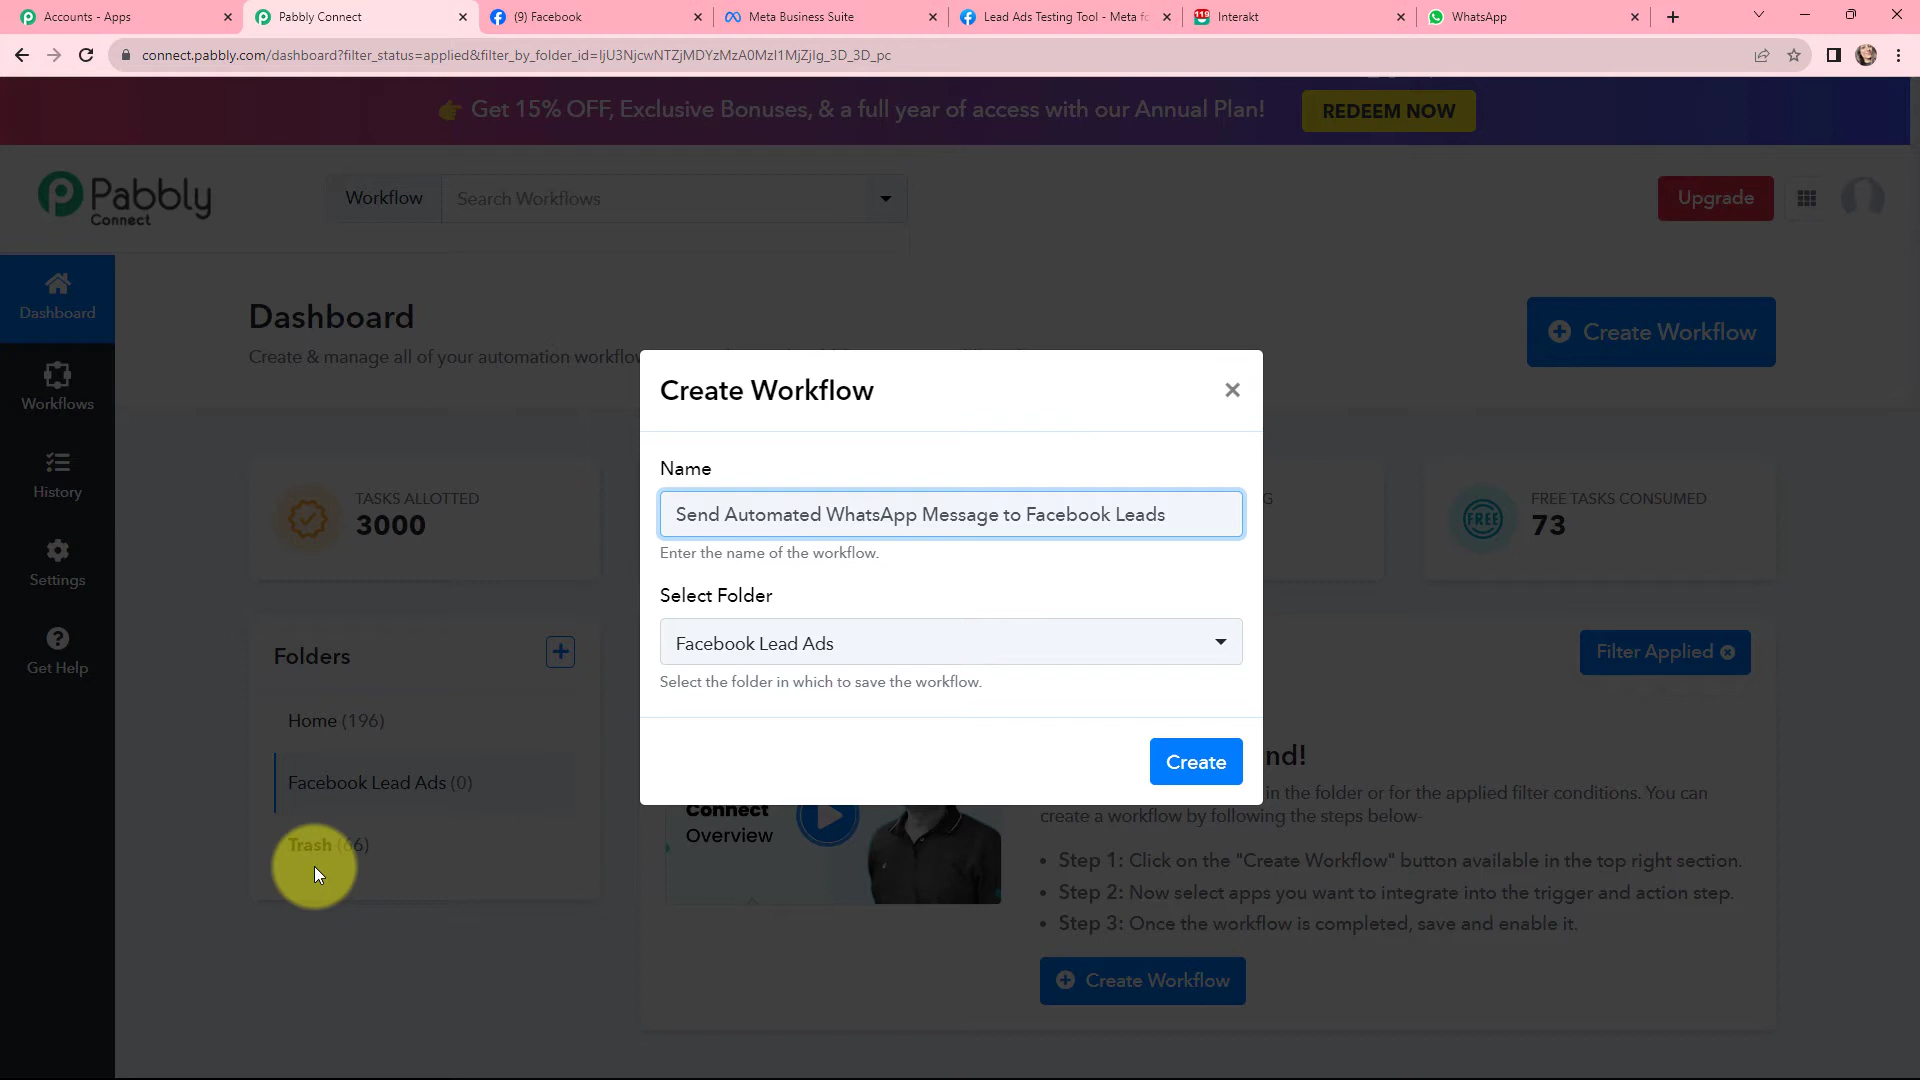 Accounts - Apps
Pabbly Connect
(9) Facebook
Meta Business Suite
Lead Ads Testing Tool - Meta fo
119
Interakt
WhatsApp
connect.pabbly.com/dashboard?filter_status=applied&filter_by_folder_id=IjU3NjcwNTZjMDYzMzA0MzI1MjZjIg_3D_3D_pc
Get 15% OFF, Exclusive Bonuses, & a full year of access with our Annual Plan!
REDEEM NOW
Pabbly
Connect
Workflow
Search Workflows
Upgrade
Dashboard
Workflows
History
Settings
Get Help
Dashboard
Create & manage all of your automation workflow
Create Workflow
TASKS ALLOTTED
3000
G
FREE
FREE TASKS CONSUMED
73
Create Workflow
Name
Send Automated WhatsApp Message to Facebook Leads
Enter the name of the workflow.
Select Folder
Facebook Lead Ads
Select the folder in which to save the workflow.
Create
Folders
Home (196)
Facebook Lead Ads (0)
Trash (66)
Filter Applied
nd!
in the folder or for the applied filter conditions. You can
create a workflow by following the steps below-
Connect
Overview
Step 1: Click on the "Create Workflow" button available in the top right section.
Step 2: Now select apps you want to integrate into the trigger and action step.
Step 3: Once the workflow is completed, save and enable it.
Create Workflow